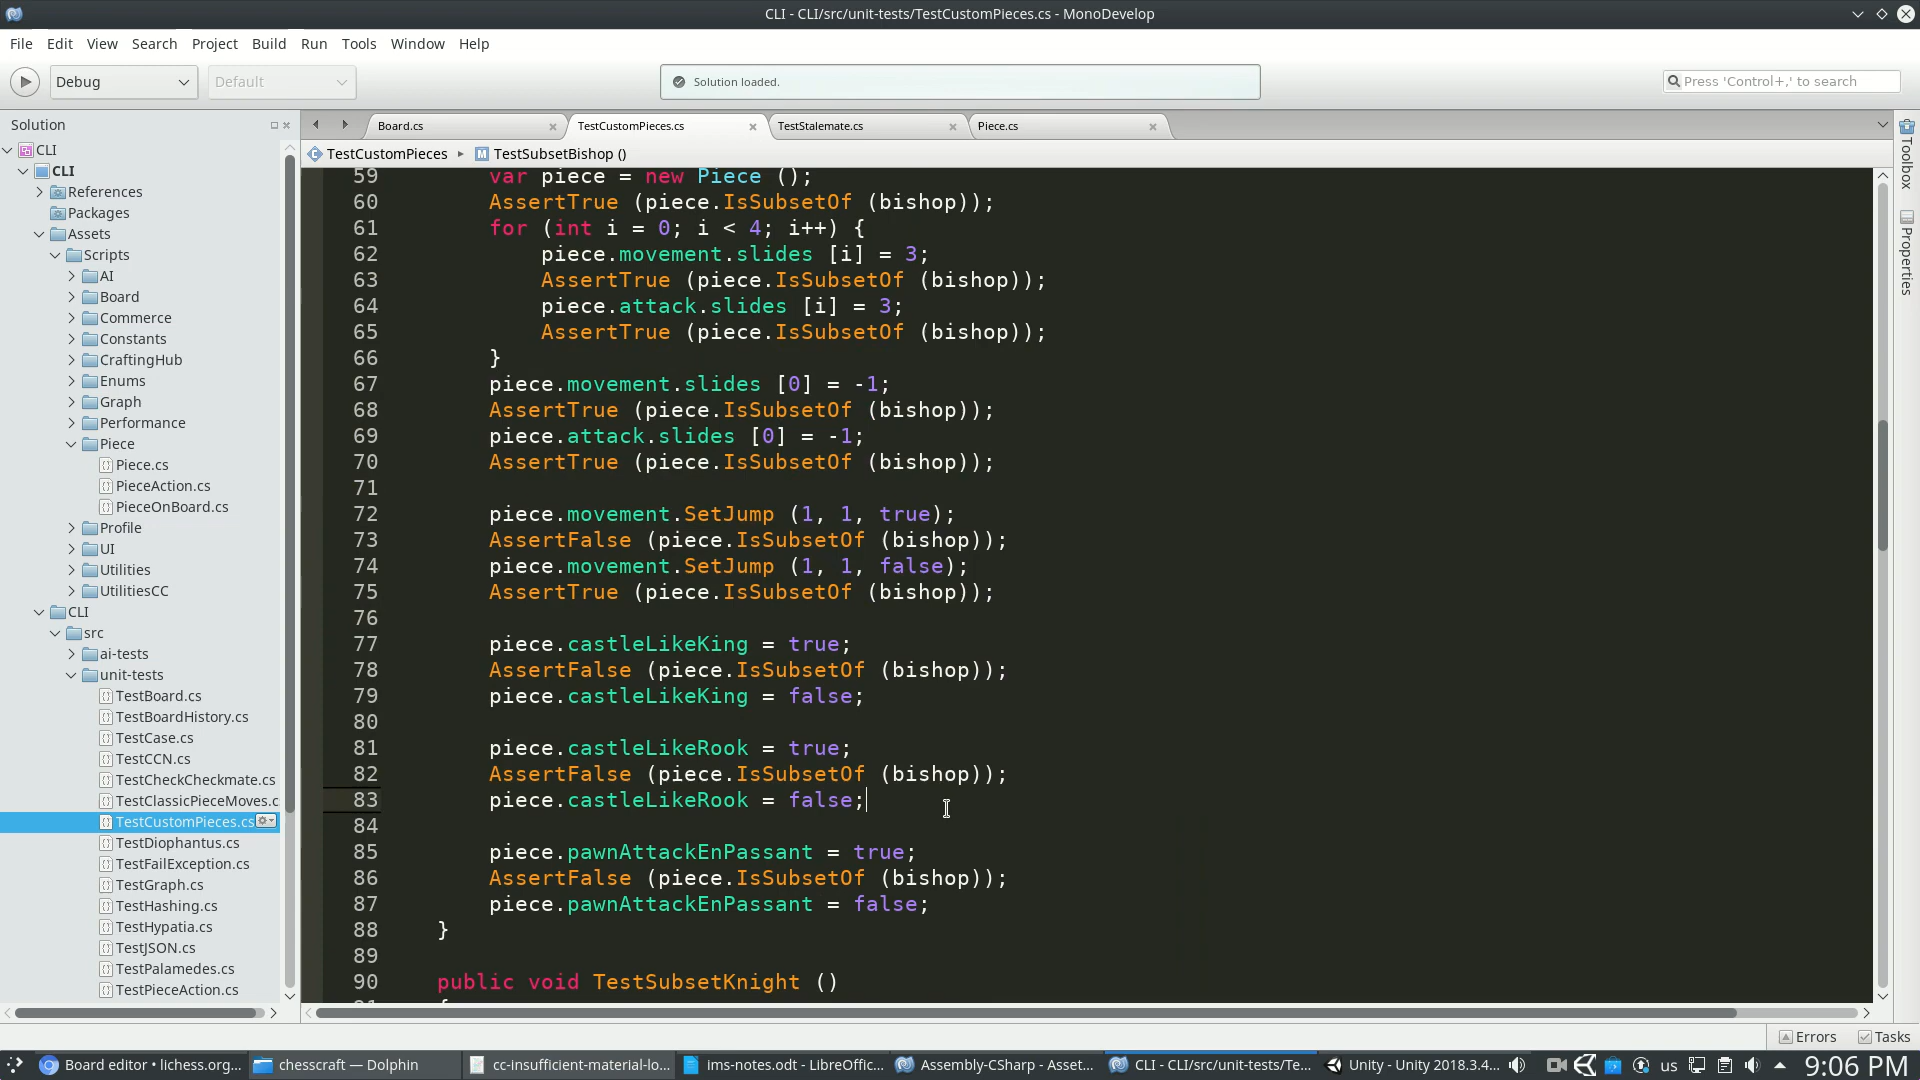 CLI - CLI/src/unit-tests/TestCustomPieces.cs - MonoDevelop
File Edit View Search Project Build Run Tools Window Help
Debug Default Solution loaded. Press 'Control+,' to search
Solution
CLI
CLI
References
Packages
Assets
Scripts
AI
Board
Commerce
Constants
CraftingHub
Enums
Graph
Performance
Piece
Piece.cs
PieceAction.cs
PieceOnBoard.cs
Profile
UI
Utilities
UtilitiesCC
CLI
src
ai-tests
unit-tests
TestBoard.cs
TestBoardHistory.cs
TestCase.cs
TestCCN.cs
TestCheckCheckmate.cs
TestClassicPieceMoves.c
TestCustomPieces.cs
TestDiophantus.cs
TestFailException.cs
TestGraph.cs
TestHashing.cs
TestHypatia.cs
TestJSON.cs
TestPalamedes.cs
TestPieceAction.cs
Board.cs TestCustomPieces.cs TestStalemate.cs Piece.cs
TestCustomPieces TestSubsetBishop ()
59 var piece = new Piece ();
60 AssertTrue (piece.IsSubsetOf (bishop));
61 for (int i = 0; i < 4; i++) {
62 piece.movement.slides [i] = 3;
63 AssertTrue (piece.IsSubsetOf (bishop));
64 piece.attack.slides [i] = 3;
65 AssertTrue (piece.IsSubsetOf (bishop));
66 }
67 piece.movement.slides [0] = -1;
68 AssertTrue (piece.IsSubsetOf (bishop));
69 piece.attack.slides [0] = -1;
70 AssertTrue (piece.IsSubsetOf (bishop));
71
72 piece.movement.SetJump (1, 1, true);
73 AssertFalse (piece.IsSubsetOf (bishop));
74 piece.movement.SetJump (1, 1, false);
75 AssertTrue (piece.IsSubsetOf (bishop));
76
77 piece.castleLikeKing = true;
78 AssertFalse (piece.IsSubsetOf (bishop));
79 piece.castleLikeKing = false;
80
81 piece.castleLikeRook = true;
82 AssertFalse (piece.IsSubsetOf (bishop));
83 piece.castleLikeRook = false;
84
85 piece.pawnAttackEnPassant = true;
86 AssertFalse (piece.IsSubsetOf (bishop));
87 piece.pawnAttackEnPassant = false;
88 }
89
90 public void TestSubsetKnight ()
Toolbox
Properties
Errors Tasks
Board editor • lichess.org... chesscraft — Dolphin cc-insufficient-material-lo... ims-notes.odt - LibreOffic... Assembly-CSharp - Asset... CLI - CLI/src/unit-tests/Te... Unity - Unity 2018.3.4... us 9:06 PM